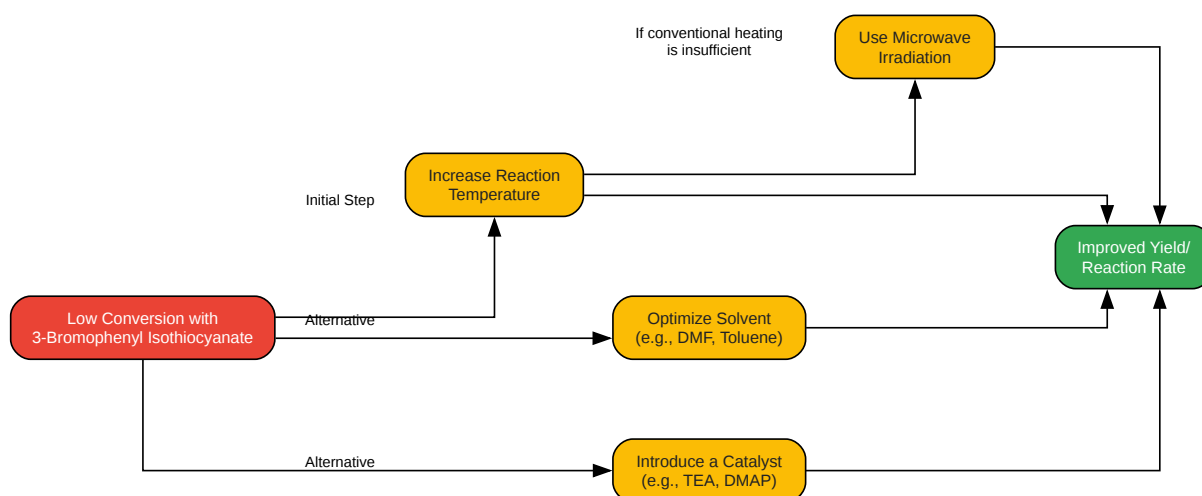 If conventional heating
is insufficient
Use Microwave
Irradiation
Initial Step
Increase Reaction
Temperature
Improved Yield/
Reaction Rate
Low Conversion with
3-Bromophenyl Isothiocyanate
Alternative
Optimize Solvent
(e.g., DMF, Toluene)
Alternative
Introduce a Catalyst
(e.g., TEA, DMAP)